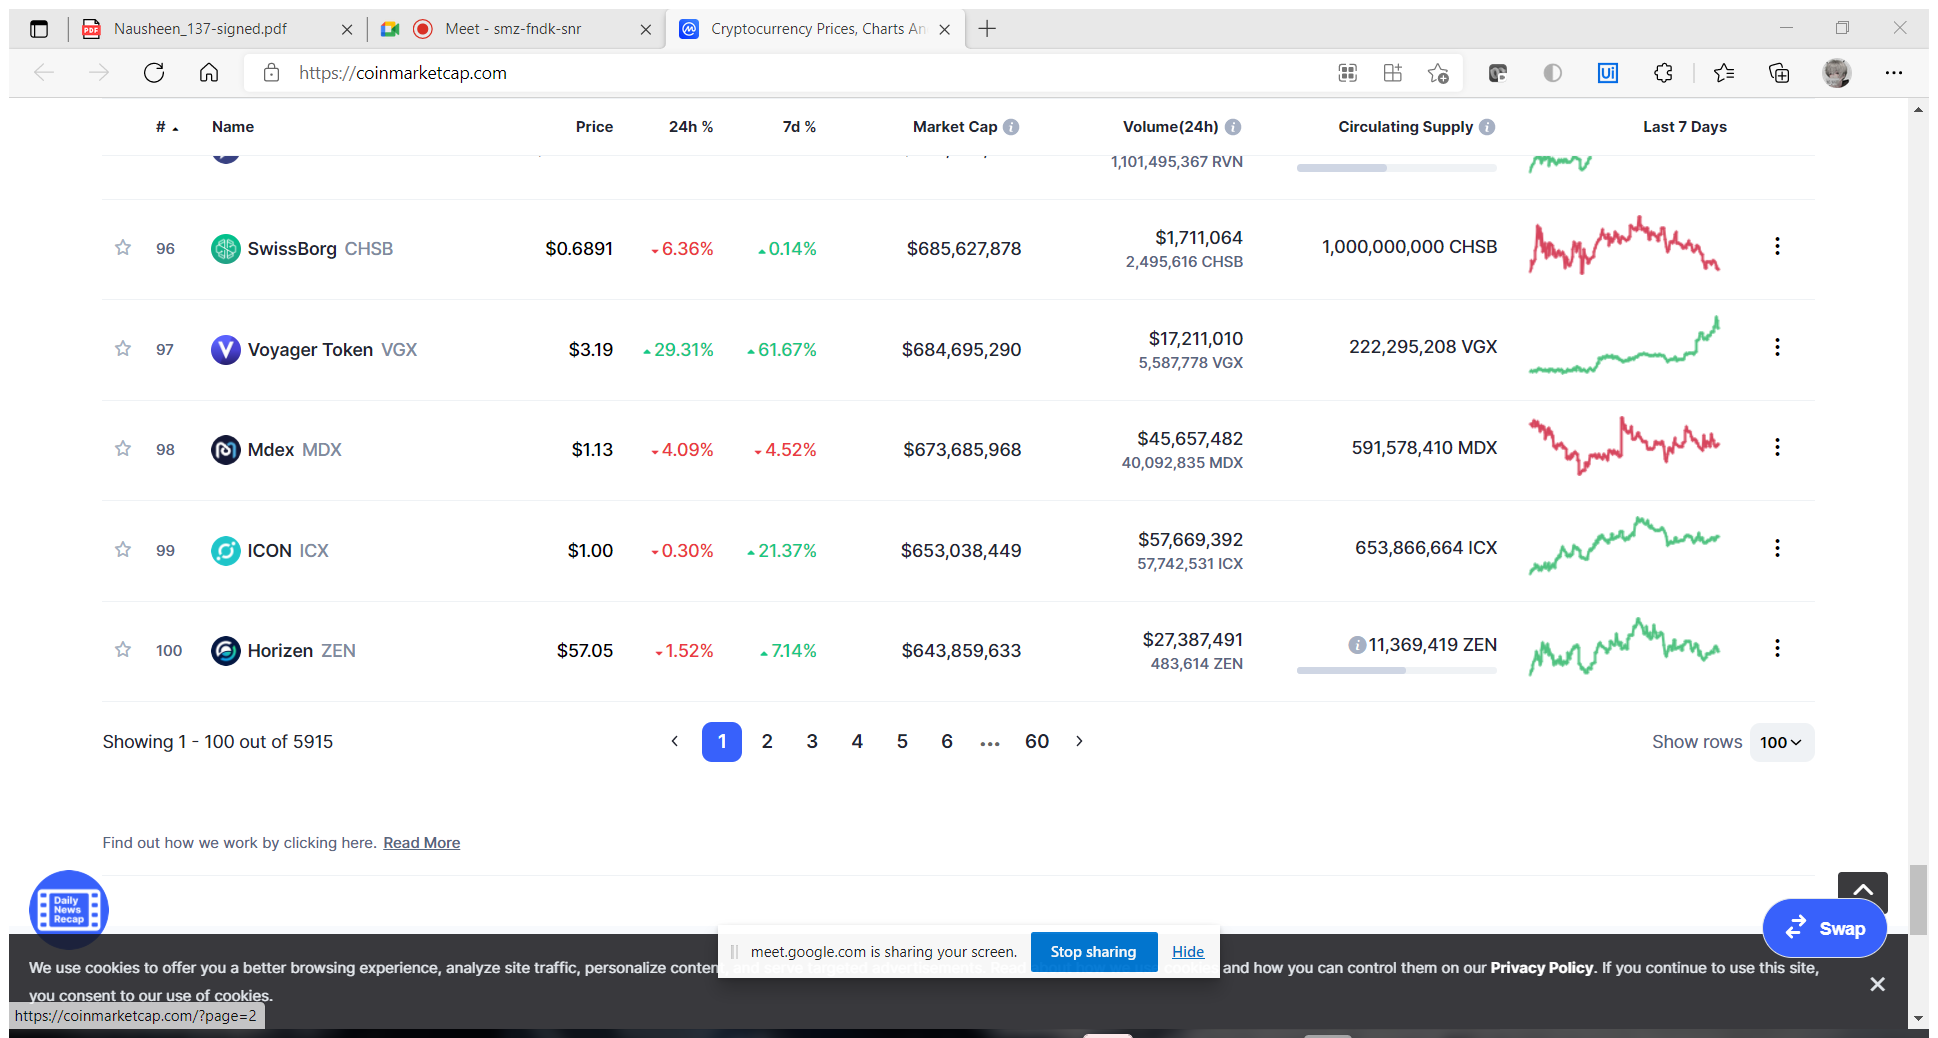 Nausheen_137-signed.pdf
Meet - smz-fndk-snr
Cryptocurrency Prices, Charts An
https://coinmarketcap.com
# Name Price 24h % 7d % Market Cap Volume(24h) Circulating Supply Last 7 Days
1,101,495,367 RVN
96 SwissBorg CHSB $0.6891 6.36% 0.14% $685,627,878 $1,711,064 1,000,000,000 CHSB
2,495,616 CHSB
97 Voyager Token VGX $3.19 29.31% 61.67% $684,695,290 $17,211,010 222,295,208 VGX
5,587,778 VGX
98 Mdex MDX $1.13 4.09% 4.52% $673,685,968 $45,657,482 591,578,410 MDX
40,092,835 MDX
99 ICON ICX $1.00 0.30% 21.37% $653,038,449 $57,669,392 653,866,664 ICX
57,742,531 ICX
100 Horizen ZEN $57.05 1.52% 7.14% $643,859,633 $27,387,491 11,369,419 ZEN
483,614 ZEN
Showing 1 - 100 out of 5915
1 2 3 4 5 6 ... 60
Show rows 100
Find out how we work by clicking here. Read More
Daily
News
Recap
Swap
meet.google.com is sharing your screen. Stop sharing Hide
We use cookies to offer you a better browsing experience, analyze site traffic, personalize conten and how you can control them on our Privacy Policy. If you continue to use this site,
you consent to our use of cookies.
https://coinmarketcap.com/?page=2